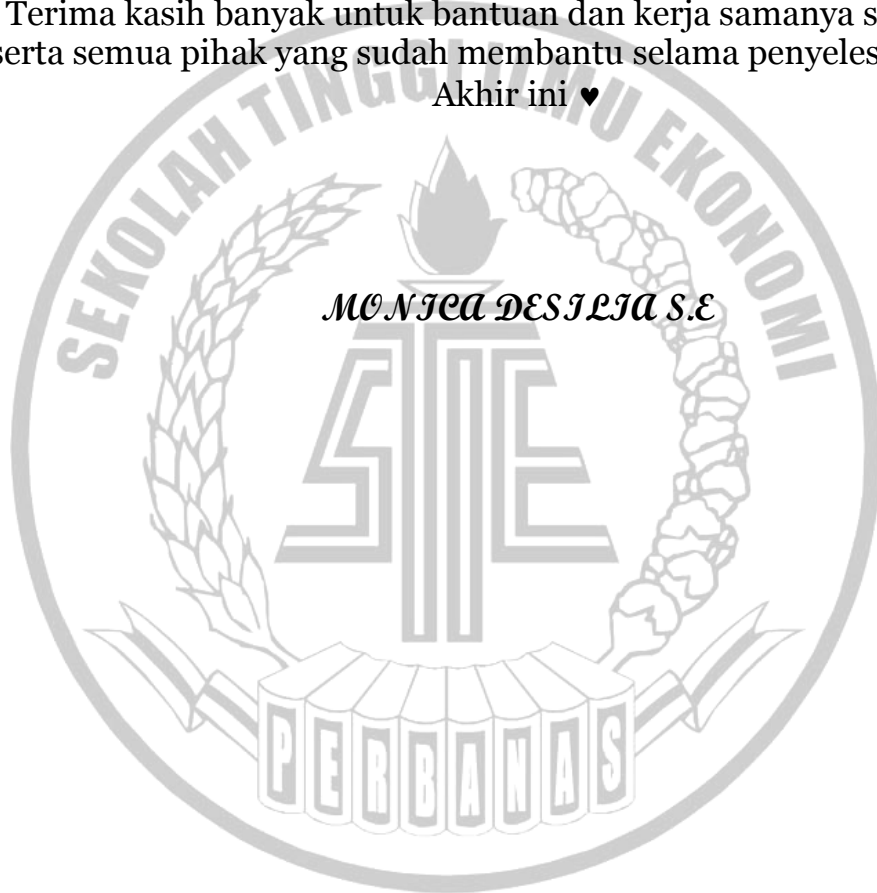 Terima kasih banyak untuk bantuan dan kerja samanya
serta semua pihak yang sudah membantu selama
Akhir ini ♥
SEKOLAH TINGGI ILMU EKONOMI
MONICA DESILIA S.E
STIE
PERBANAS